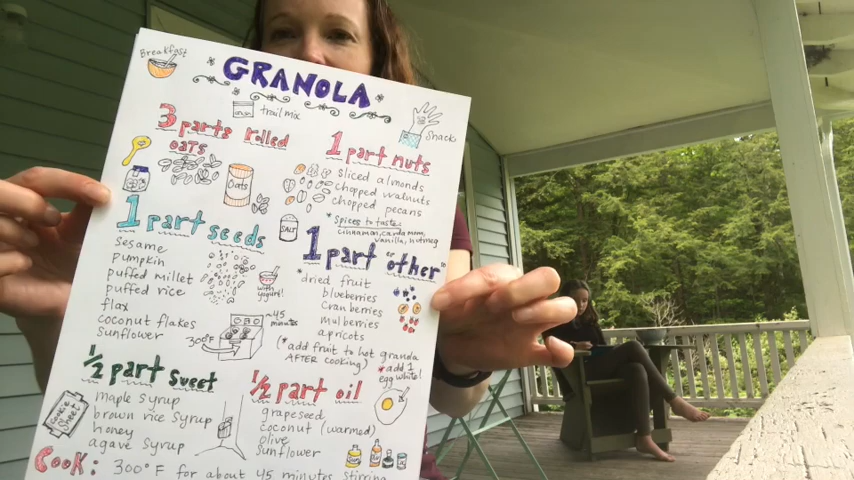 Breakfast
GRANOLA
trail mix
Snack
3 parts rolled
OATS
Oats
1 part nuts
sliced almonds
chopped walnuts
chopped pecans
*spices to taste:
cinnamon, cardamom,
vanilla, nutmeg
SALT
1 part seeds
sesame
pumpkin
puffed millet
puffed rice
flax
coconut flakes
sunflower
with
yogurt!
~45
minutes
300°
1 part "other"
*dried fruit
blueberries
cranberries
mulberries
apricots
(*add fruit to hot granola
AFTER cooking)
*add 1
egg white!
1/2 part sweet
maple syrup
brown rice syrup
honey
agave syrup
Cookie
Sheet
1/2 part oil
grapeseed
coconut (warmed)
olive
sunflower
COOK: 300°F for about 45 minutes stirring